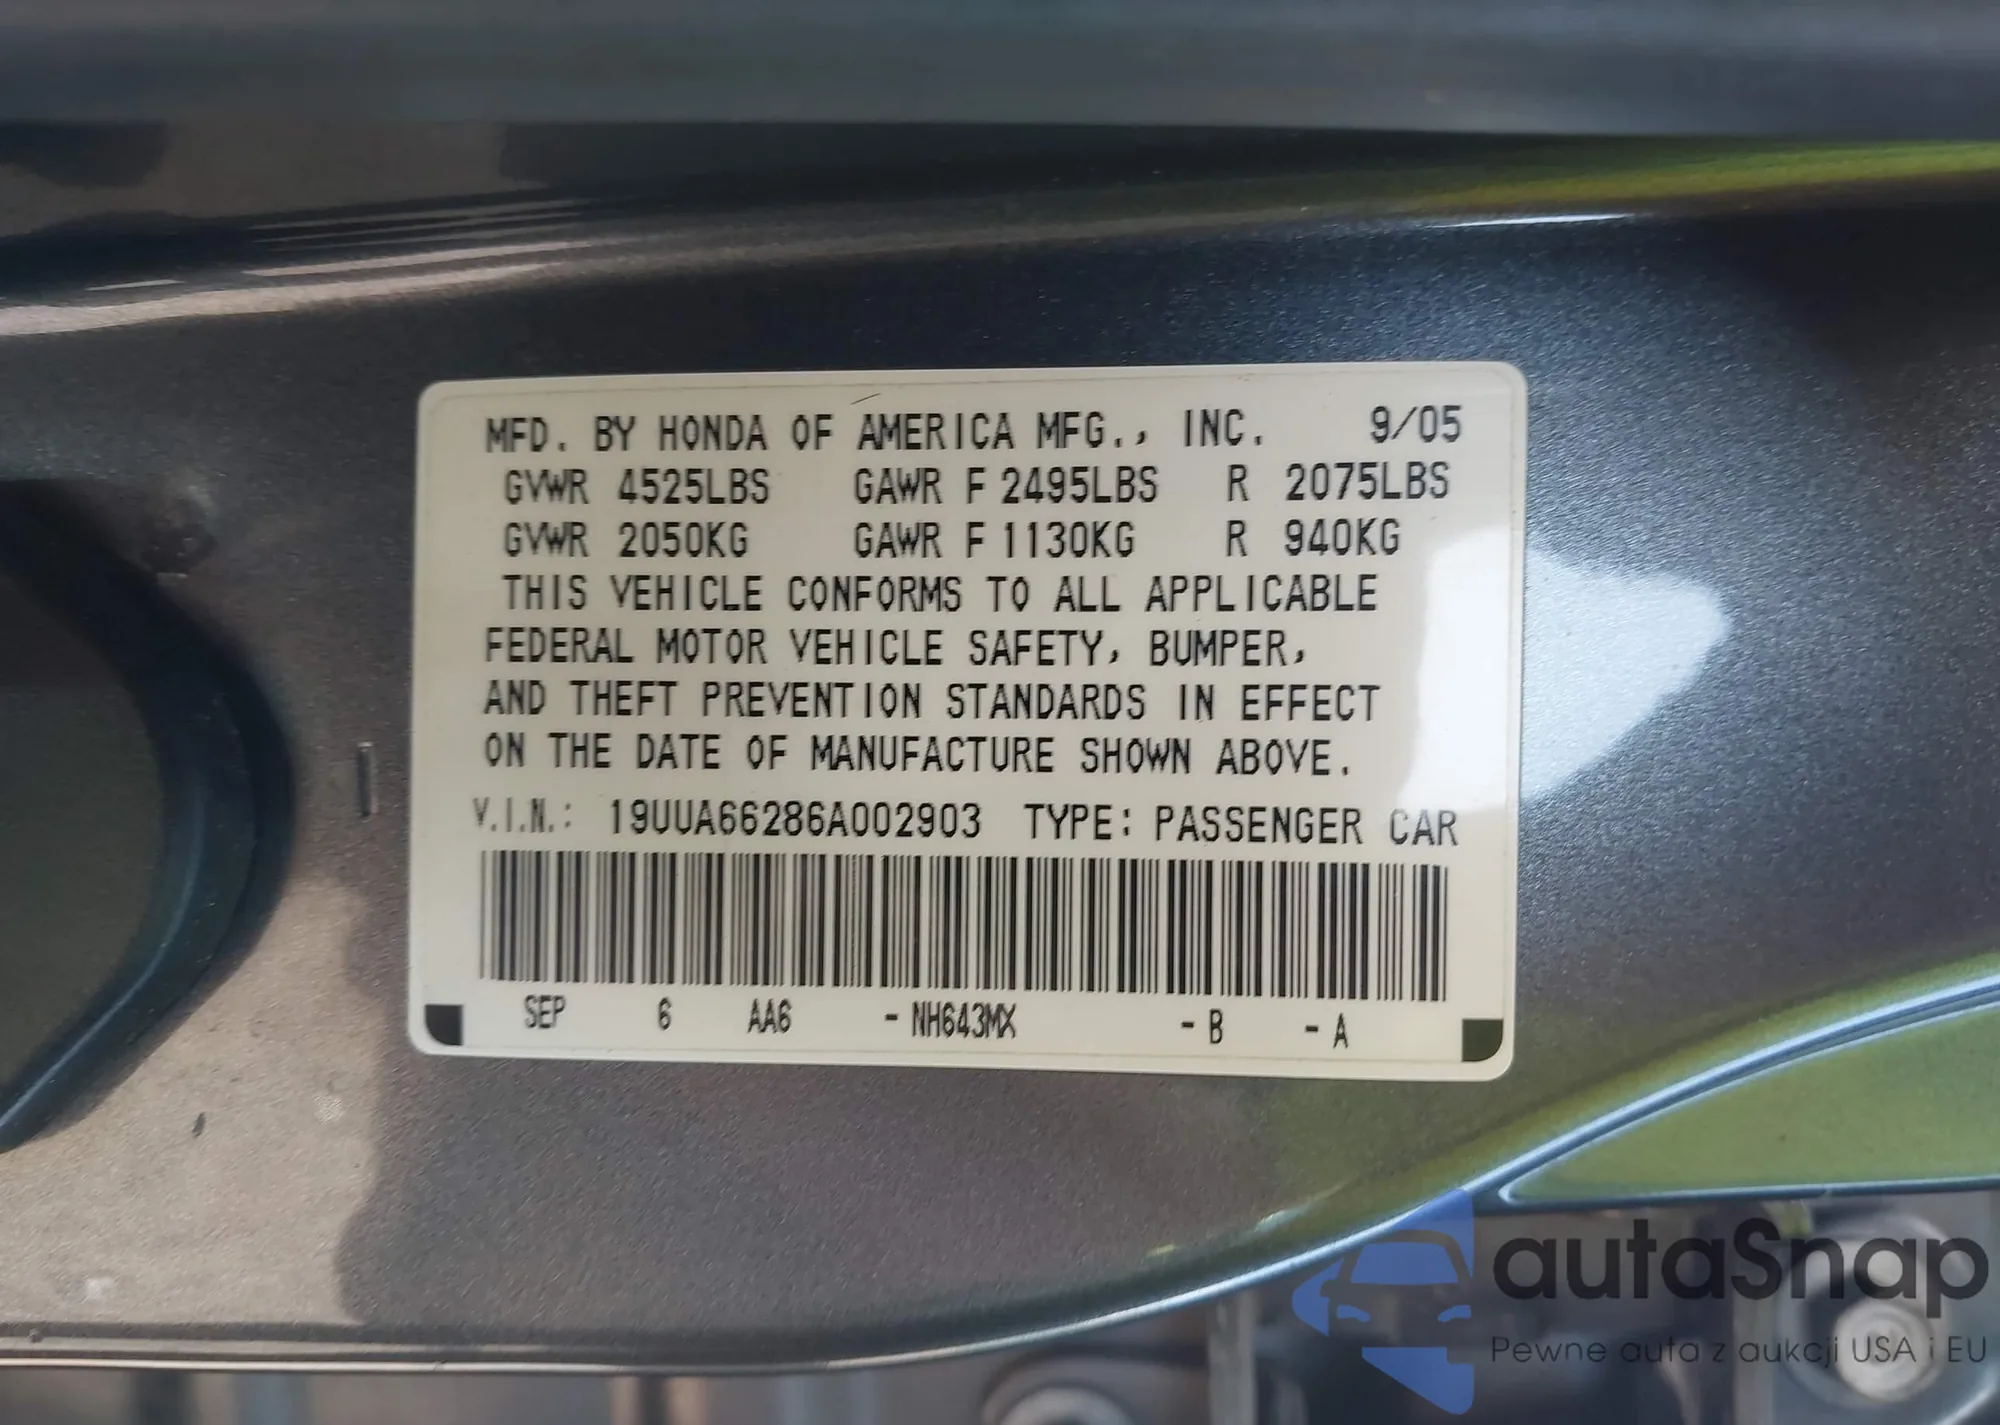 MFD. BY HONDA OF AMERICA MFG., INC. 9/05
GVWR 4525LBS GAWR F 2495LBS R 2075LBS
GVWR 2050KG GAWR F 1130KG R 940KG
THIS VEHICLE CONFORMS TO ALL APPLICABLE
FEDERAL MOTOR VEHICLE SAFETY, BUMPER,
AND THEFT PREVENTION STANDARDS IN EFFECT
ON THE DATE OF MANUFACTURE SHOWN ABOVE.
V.I.N.: 19UUA66286A002903 TYPE: PASSENGER CAR
SEP 6 AA6 - NH643MX - B - A
autaSnap
Pewne auta z aukcji USA i EU